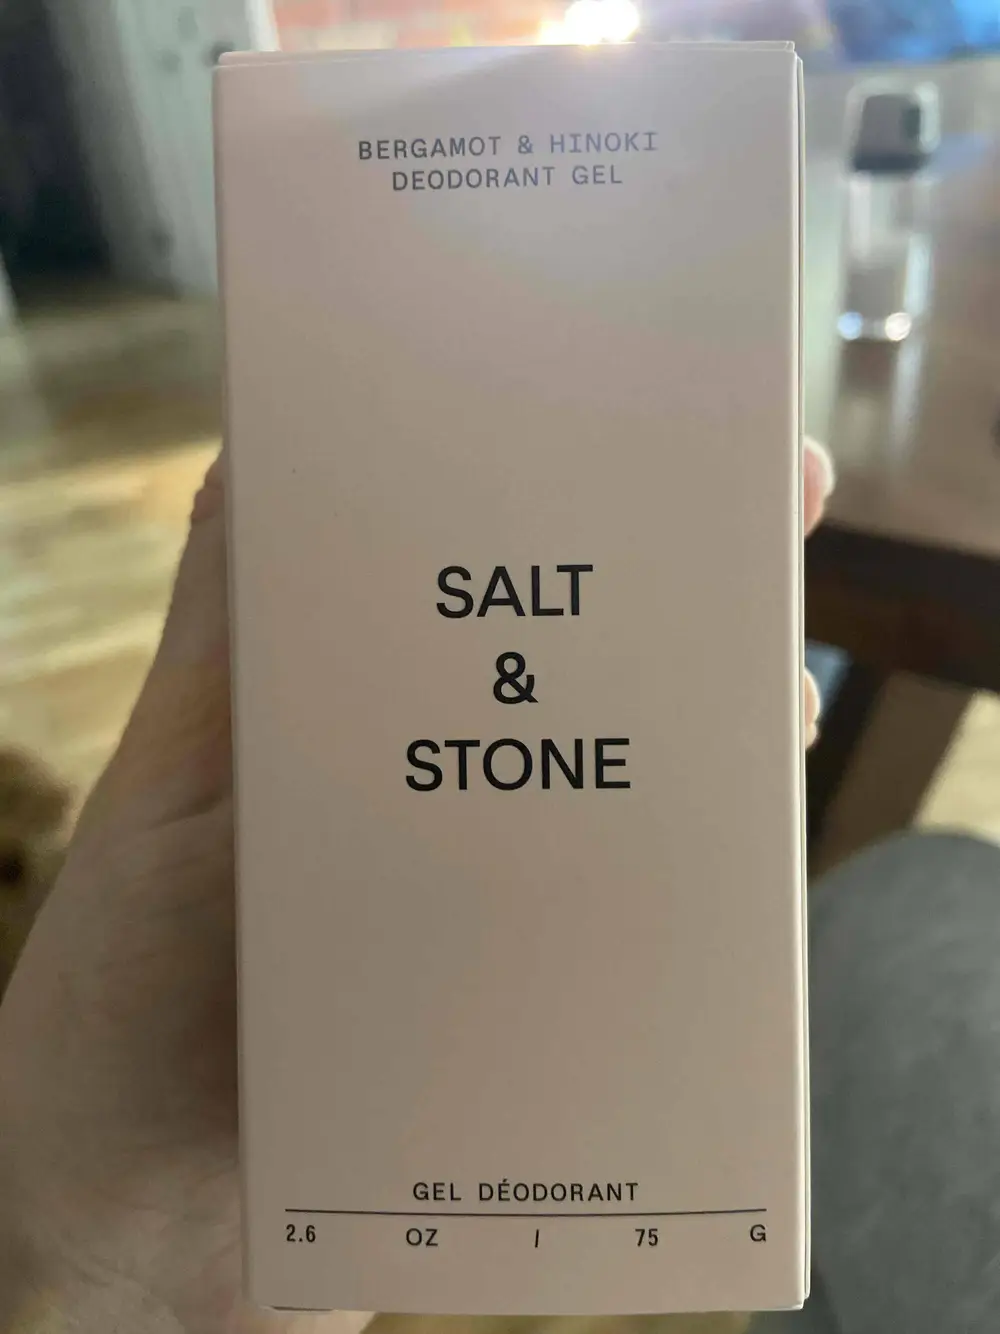 BERGAMOT & HINOKI
DEODORANT GEL
SALT
&
STONE
GEL DÉODORANT
2.6 OZ / 75 G